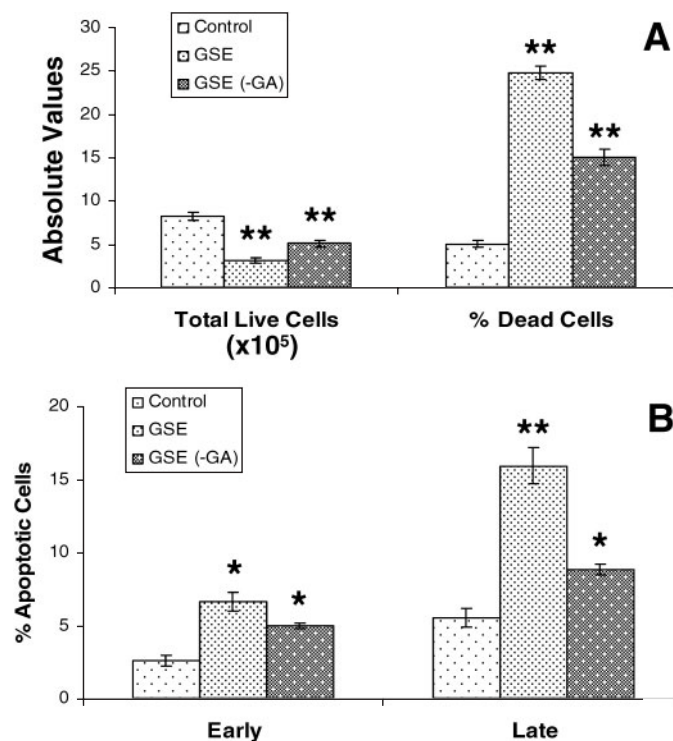 A
Control
GSE
GSE (-GA)
Absolute Values
30
25
20
15
10
5
0
**
**
**
**
Total Live Cells
(x10⁵)
% Dead Cells
B
Control
GSE
GSE (-GA)
% Apoptotic Cells
20
15
10
5
0
*
*
**
*
Early
Late